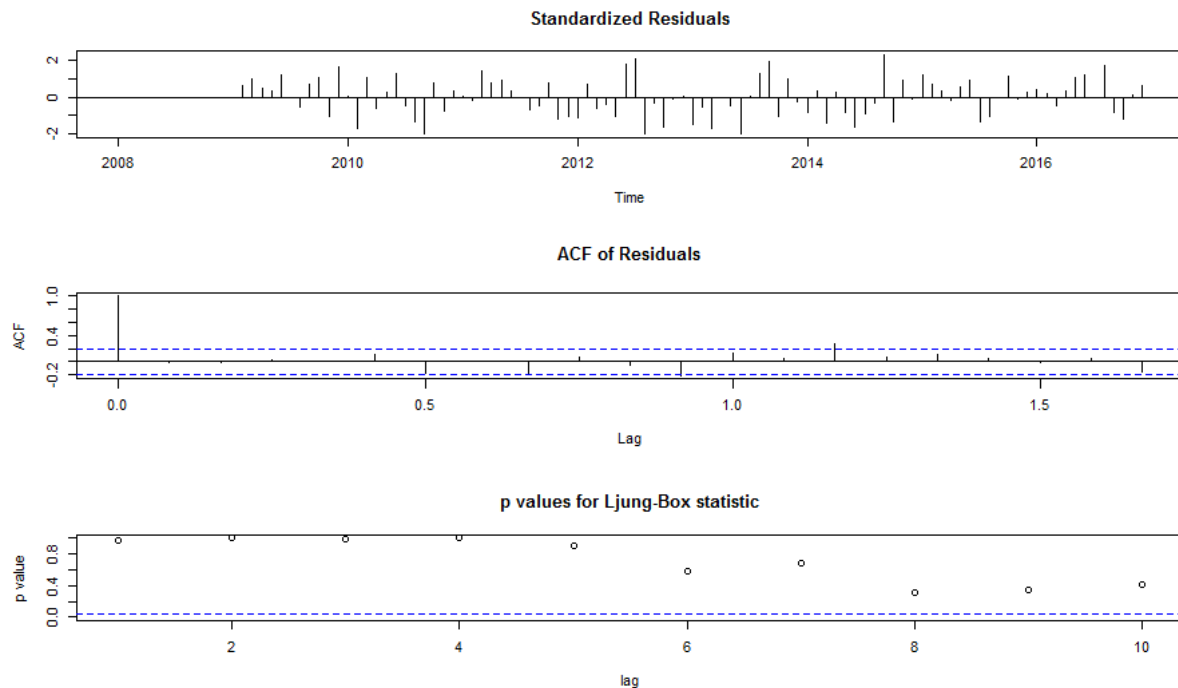 Standardized Residuals
2
0
-2
2008 2010 2012 2014 2016
Time
ACF of Residuals
1.0
0.4
-0.2
ACF
0.0 0.5 1.0 1.5
Lag
p values for Ljung-Box statistic
0.8
0.4
0.0
p value
2 4 6 8 10
lag